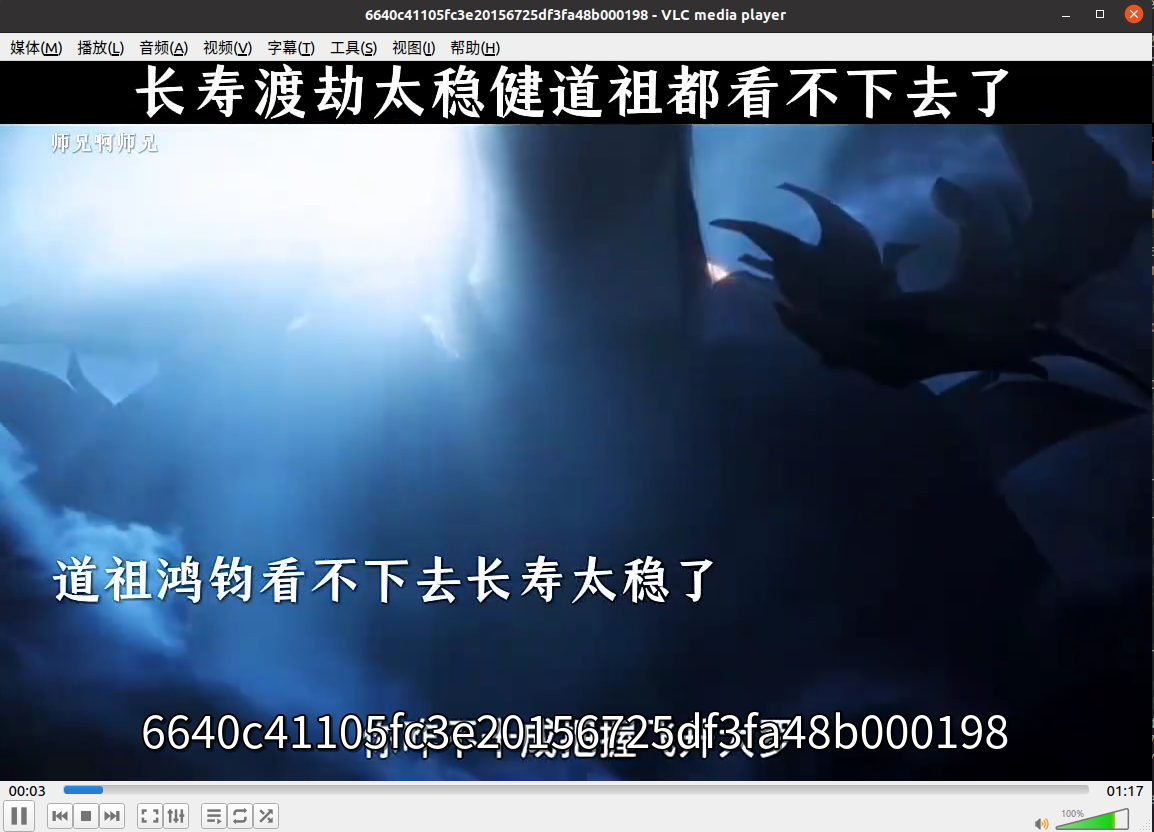 6640c41105fc3e20156725df3fa48b000198 - VLC media player
媒体(M) 播放(L) 音频(A) 视频(V) 字幕(T) 工具(S) 视图(I) 帮助(H)
长寿渡劫太稳健道祖都看不下去了
师兄啊师兄
道祖鸿钧看不下去长寿太稳了
6640c41105fc3e20156725df3fa48b000198
00:03 01:17
100%